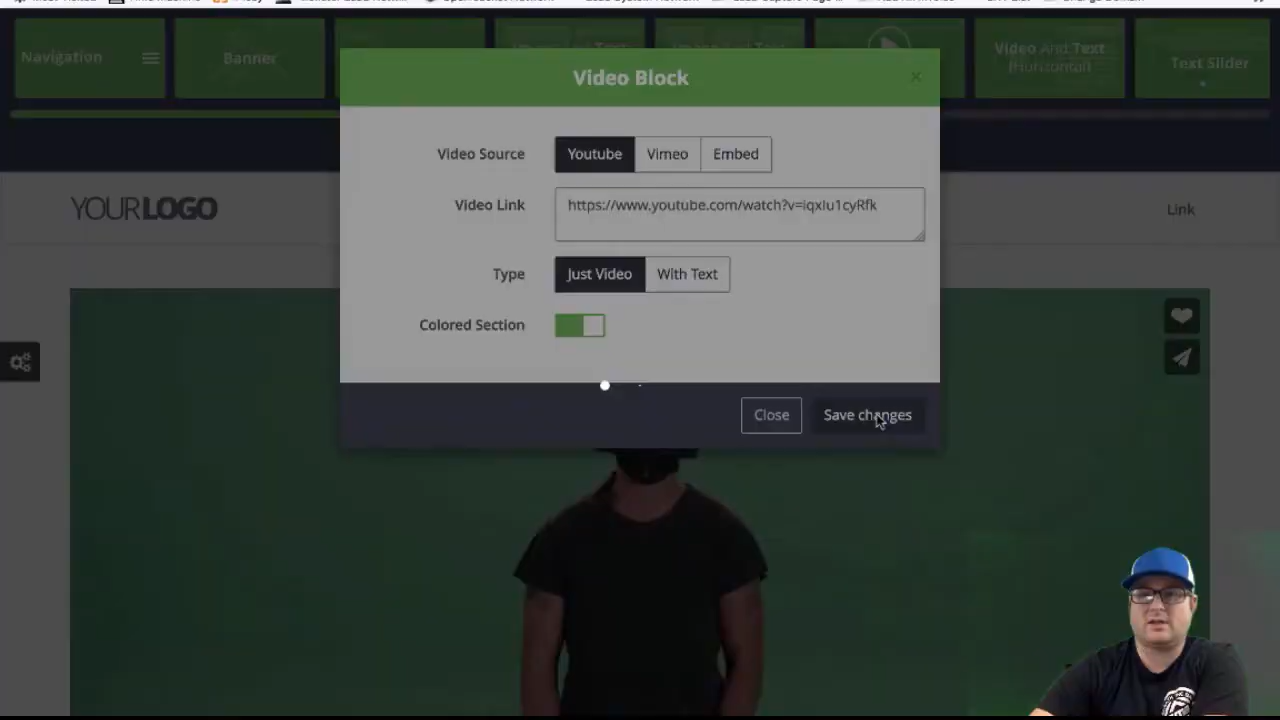 Navigation
Banner
Video And Text
(Horizontal)
Text Slider
Video Block
×
Video Source
Youtube
Vimeo
Embed
Video Link
https://www.youtube.com/watch?v=iqxIu1cyRfk
Type
Just Video
With Text
Colored Section
YOURLOGO
Link
Close
Save changes